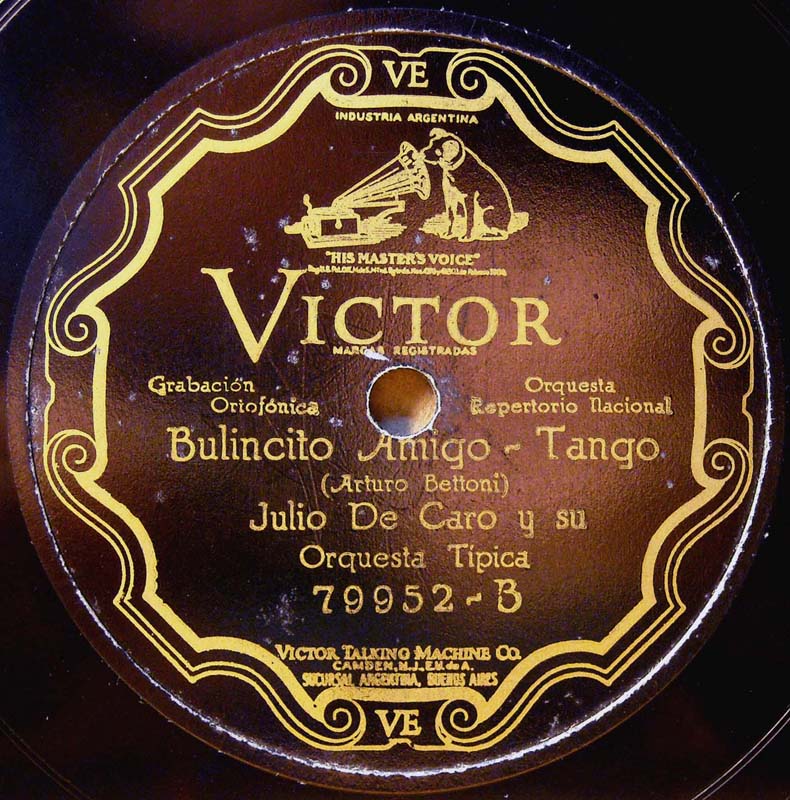 VE
INDUSTRIA ARGENTINA
"HIS MASTER'S VOICE"
VICTOR
MARCAS REGISTRADAS
Grabación
Ortofónica
Orquesta
Repertorio Nacional
Bulincito Amigo - Tango
(Arturo Bettoni)
Julio De Caro y su
Orquesta Típica
79952-B
VICTOR TALKING MACHINE CO.
CAMDEN, N.J., E.U. de A.
SUCURSAL ARGENTINA, BUENOS AIRES
VE